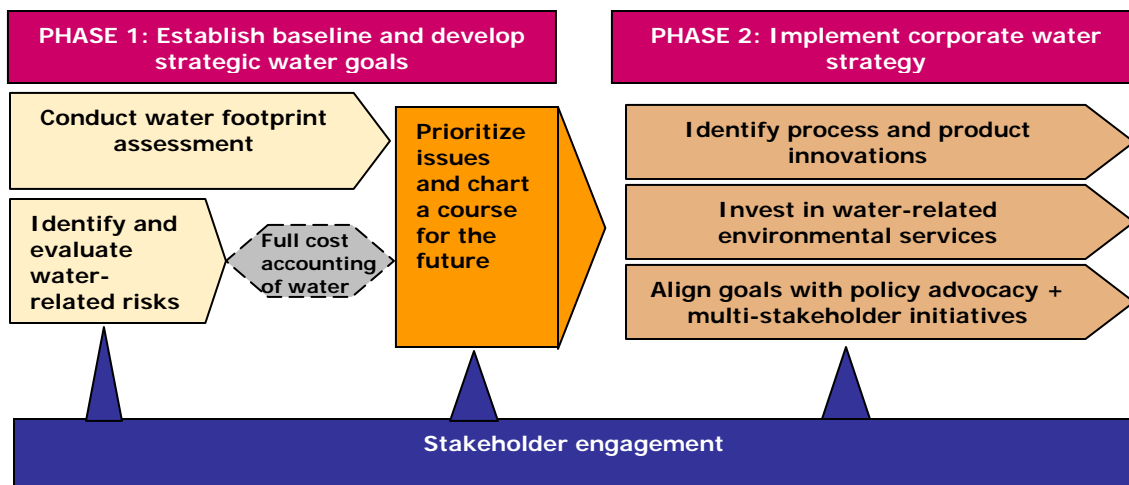 PHASE 1: Establish baseline and develop
strategic water goals
PHASE 2: Implement corporate water
strategy
Conduct water footprint
assessment
Identify and
evaluate
water-
related risks
Full cost
accounting
of water
Prioritize
issues
and chart
a course
for the
future
Identify process and product
innovations
Invest in water-related
environmental services
Align goals with policy advocacy +
multi-stakeholder initiatives
Stakeholder engagement